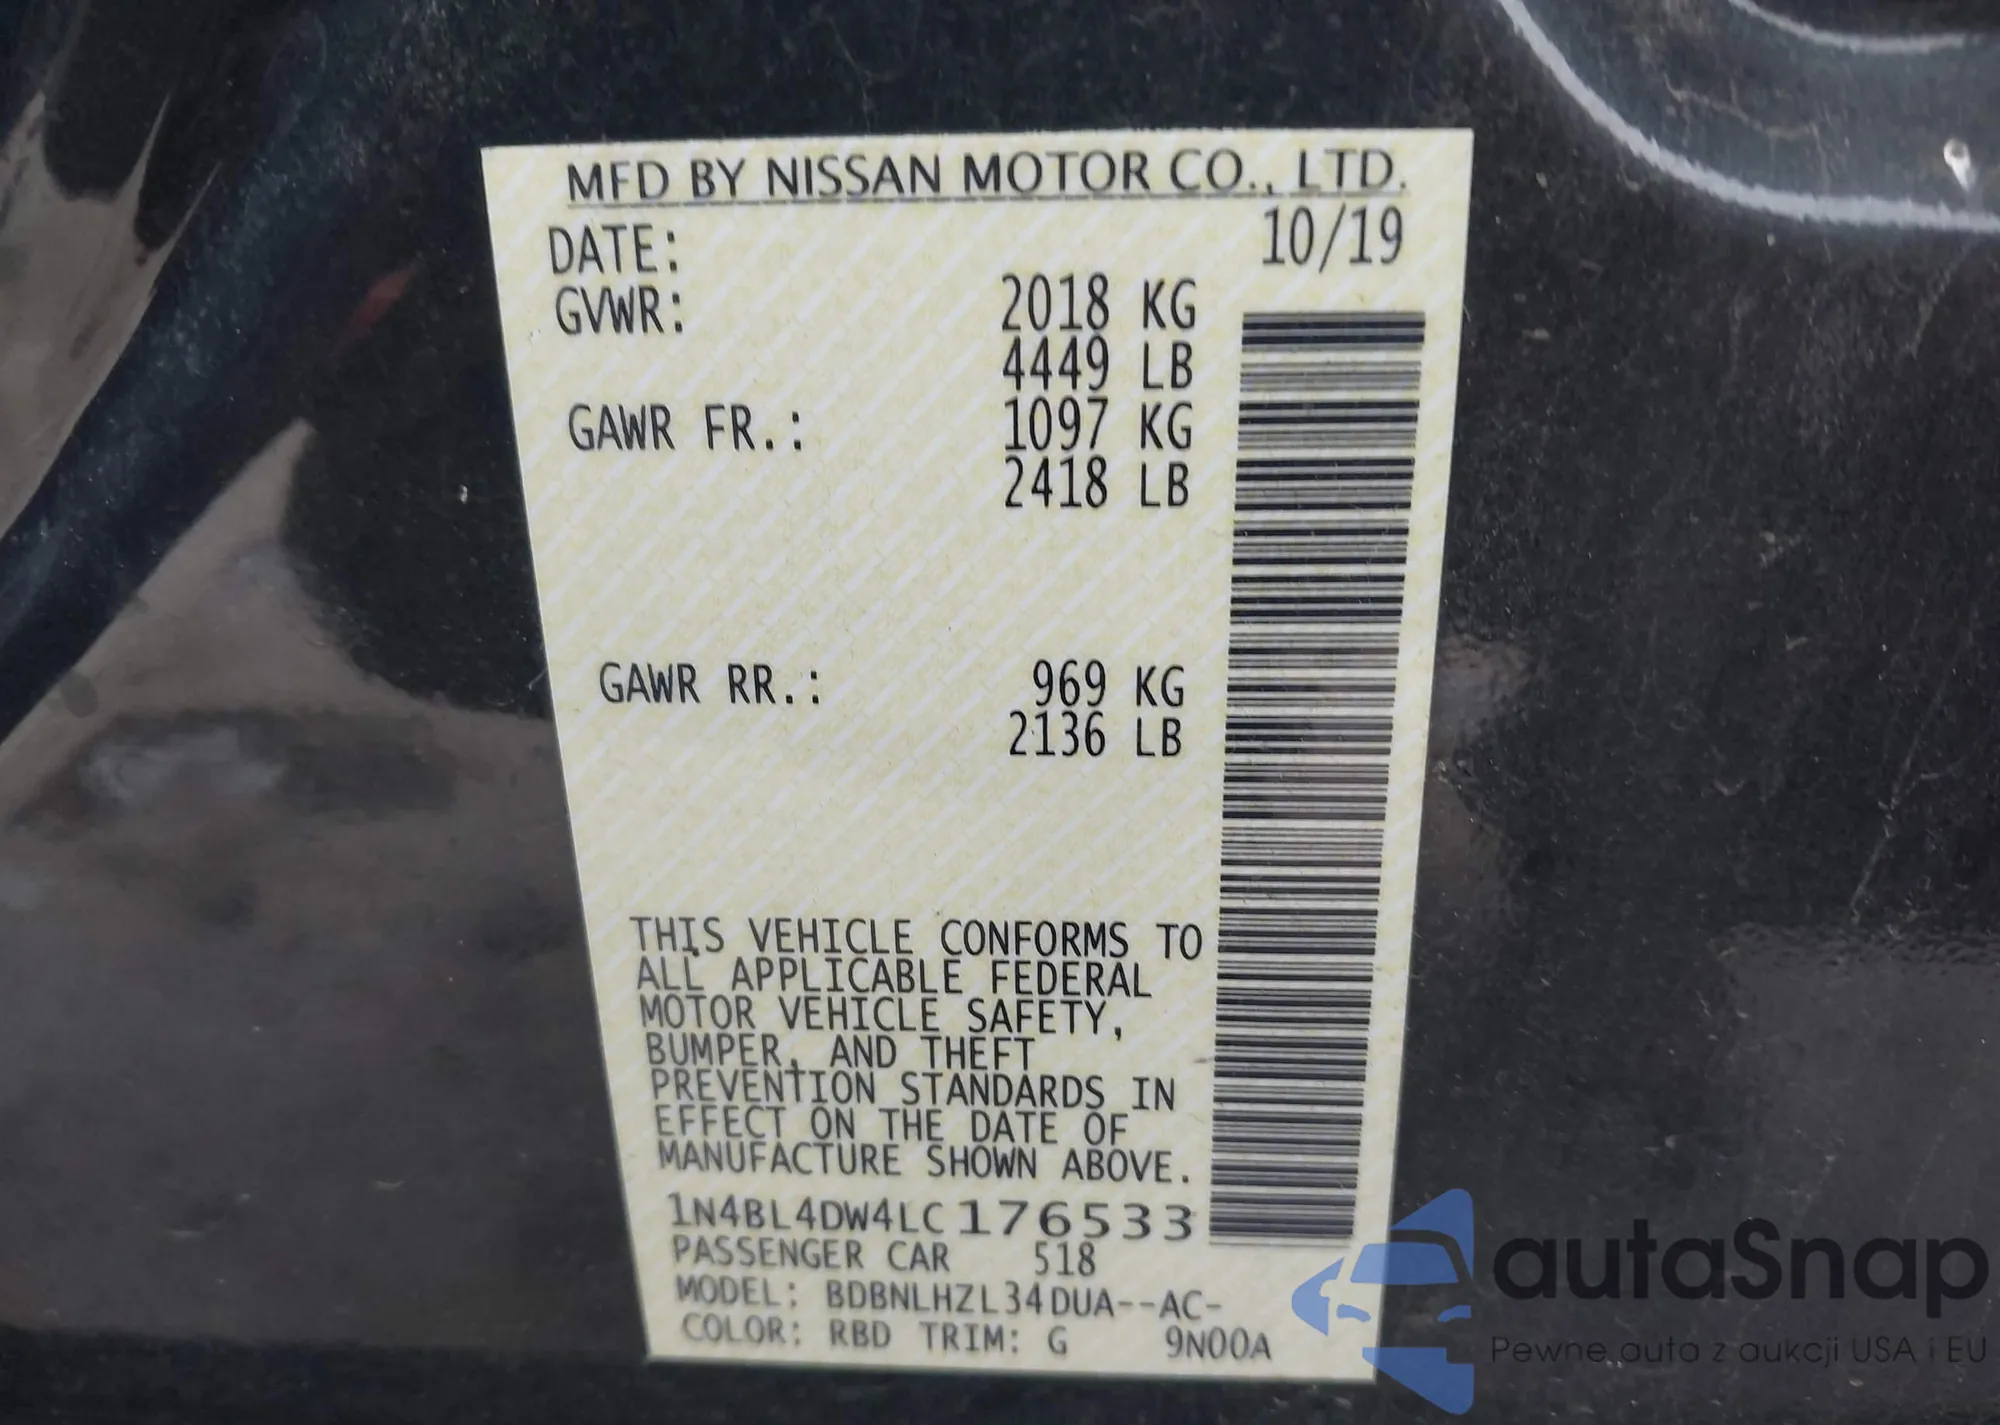 MFD BY NISSAN MOTOR CO., LTD.
DATE: 10/19
GVWR: 2018 KG
4449 LB
GAWR FR.: 1097 KG
2418 LB
GAWR RR.: 969 KG
2136 LB
THIS VEHICLE CONFORMS TO
ALL APPLICABLE FEDERAL
MOTOR VEHICLE SAFETY,
BUMPER, AND THEFT
PREVENTION STANDARDS IN
EFFECT ON THE DATE OF
MANUFACTURE SHOWN ABOVE.
1N4BL4DW4LC176533
PASSENGER CAR 518
MODEL: BDBNLHZL34DUA--AC-
COLOR: RBD TRIM: G 9N00A
autaSnap
Pewne auta z aukcji USA i EU